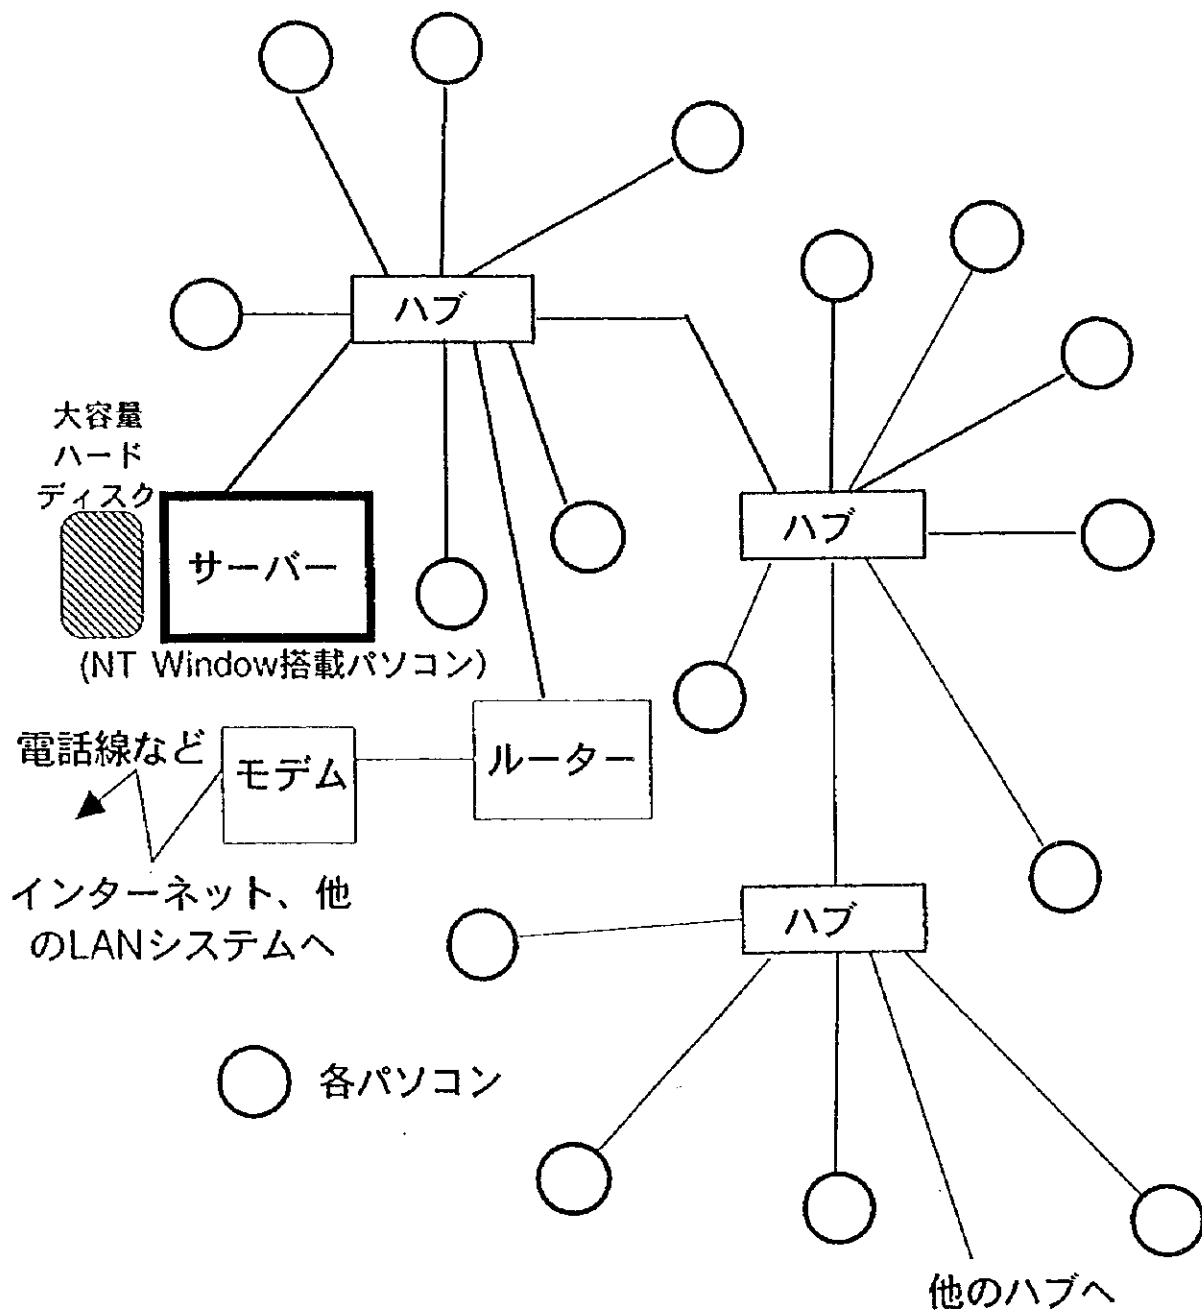 ハブ
大容量
ハード
ディスク
サーバー
ハブ
(NT Window搭載パソコン)
電話線など
モデム
ルーター
インターネット、他
のLANシステムへ
ハブ
各パソコン
他のハブへ